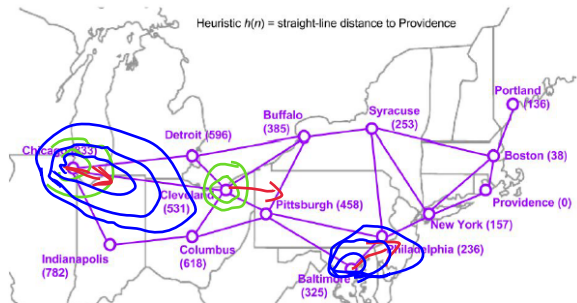 Heuristic h(n) = straight-line distance to Providence
Portland
(136)
Buffalo
(385)
Syracuse
(253)
Detroit (596)
Boston (38)
Cleveland
(531)
Pittsburgh (458)
Providence (0)
New York (157)
Indianapolis
(782)
Columbus
(618)
Philadelphia (236)
Baltimore
(325)